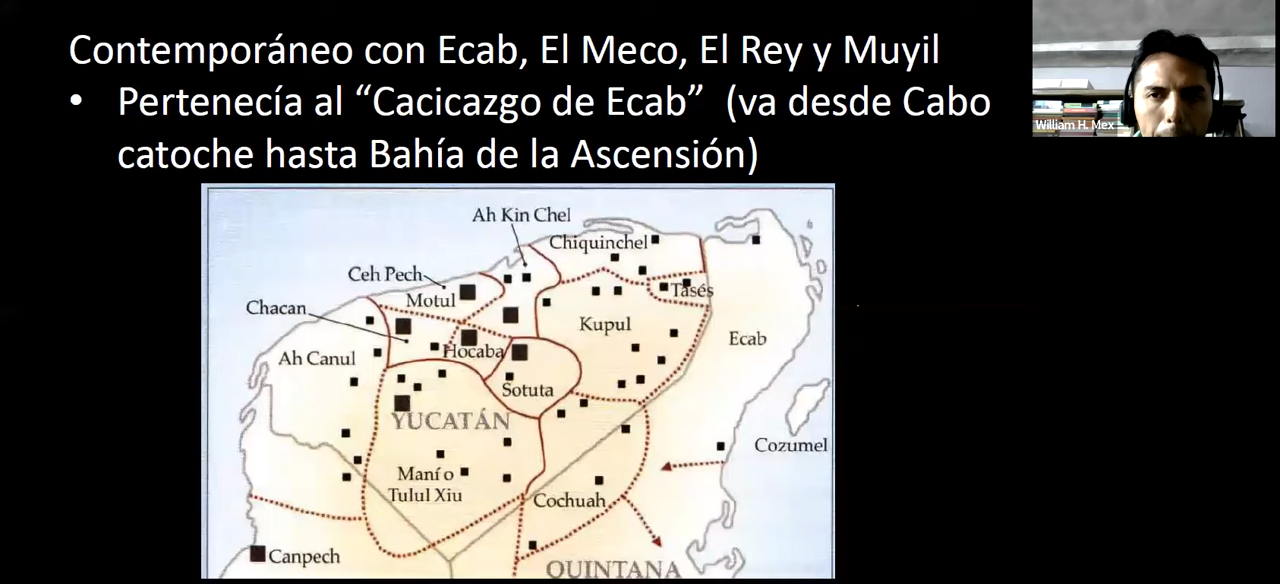 Contemporáneo con Ecab, El Meco, El Rey y Muyil
• Pertenecía al “Cacicazgo de Ecab” (va desde Cabo
catoche hasta Bahía de la Ascensión)
William H. Mex
Ah Kin Chel
Chiquinchel
Ceh Pech
Motul
Tasés
Chacan
Kupul
Ecab
Hocaba
Ah Canul
Sotuta
YUCATÁN
Cozumel
Maní o
Tulul Xiu
Cochuah
Canpech
QUINTANA